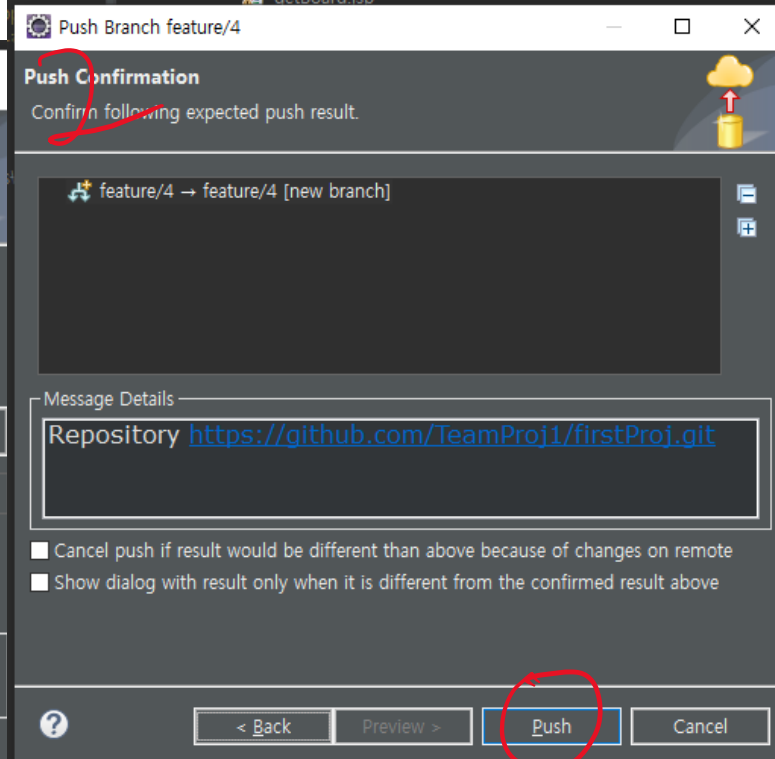 getBoard.jsp
Push Branch feature/4
Push Confirmation
Confirm following expected push result.
feature/4 → feature/4 [new branch]
Message Details
Repository https://github.com/TeamProj1/firstProj.git
Cancel push if result would be different than above because of changes on remote
Show dialog with result only when it is different from the confirmed result above
< Back
Preview >
Push
Cancel
2